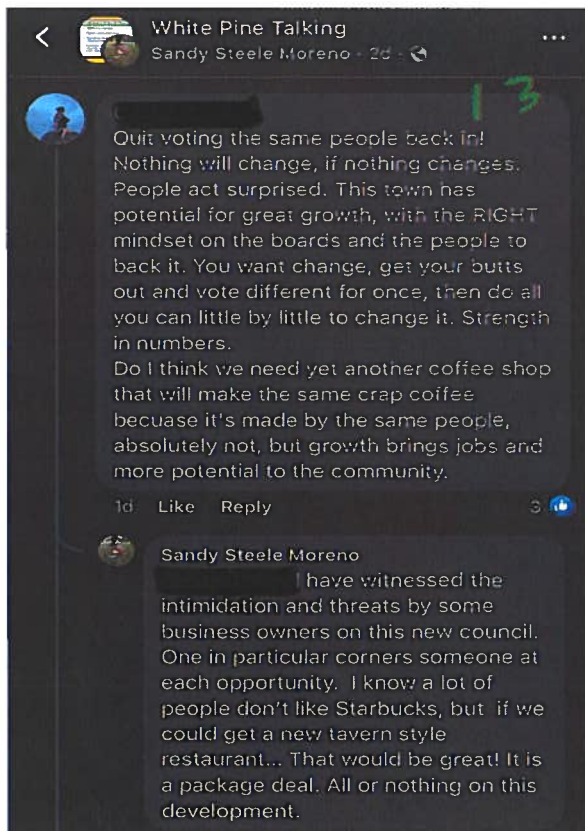 White Pine Talking
Sandy Steele Moreno · 2d ·
13
Quit voting the same people back in!
Nothing will change, if nothing changes.
People act surprised. This town has
potential for great growth, with the RIGHT
mindset on the boards and the people to
back it. You want change, get your butts
out and vote different for once, then do all
you can little by little to change it. Strength
in numbers.
Do I think we need yet another coffee shop
that will make the same crap coffee
becuase it's made by the same people,
absolutely not, but growth brings jobs and
more potential to the community.
1d Like Reply 3
Sandy Steele Moreno
I have witnessed the
intimidation and threats by some
business owners on this new council.
One in particular corners someone at
each opportunity. I know a lot of
people don't like Starbucks, but if we
could get a new tavern style
restaurant... That would be great! It is
a package deal. All or nothing on this
development.